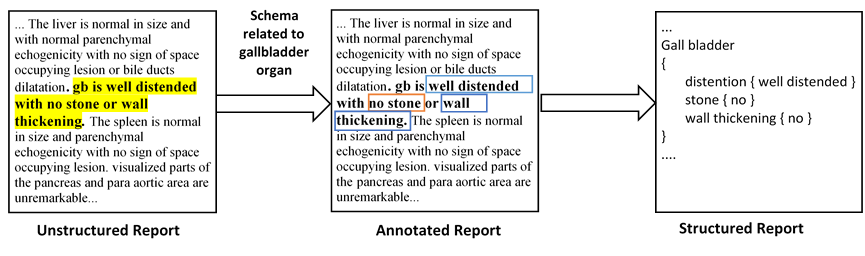 ... The liver is normal in size and
with normal parenchymal
echogenicity with no sign of space
occupying lesion or bile ducts
dilatation. gb is well distended
with no stone or wall
thickening. The spleen is normal
in size and parenchymal
echogenicity with no sign of space
occupying lesion. visualized parts of
the pancreas and para aortic area are
unremarkable...
Unstructured Report
Schema
related to
gallbladder
organ
... The liver is normal in size and
with normal parenchymal
echogenicity with no sign of space
occupying lesion or bile ducts
dilatation. gb is well distended
with no stone or wall
thickening. The spleen is normal
in size and parenchymal
echogenicity with no sign of space
occupying lesion. visualized parts of
the pancreas and para aortic area are
unremarkable...
Annotated Report
...
Gall bladder
{
distention { well distended }
stone { no }
wall thickening { no }
}
....
Structured Report